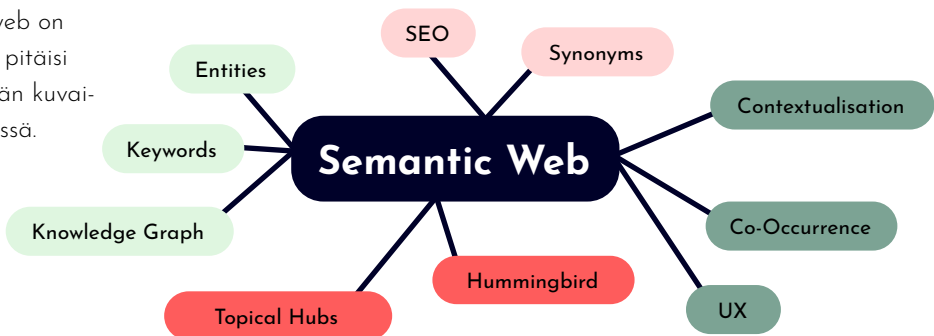 web on
pitäisi
än kuvai-
ssä.
SEO
Synonyms
Entities
Contextualisation
Keywords
Semantic Web
Knowledge Graph
Co-Occurrence
Hummingbird
Topical Hubs
UX